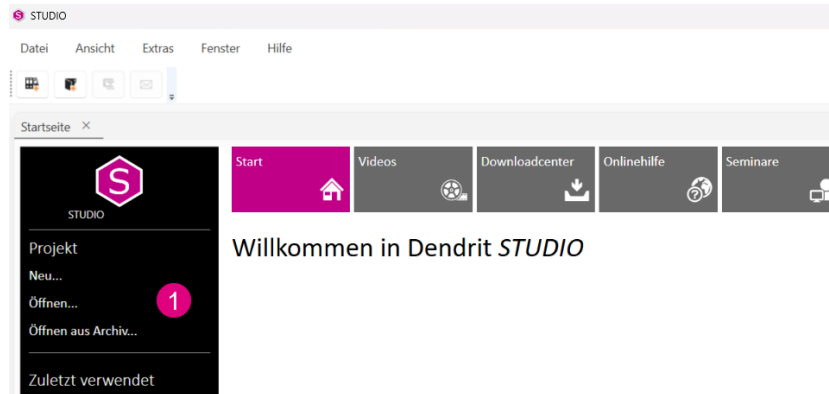 STUDIO
Datei Ansicht Extras Fenster Hilfe
Startseite
S
STUDIO
Start Videos Downloadcenter Onlinehilfe Seminare
Willkommen in Dendrit STUDIO
Projekt
Neu...
Öffnen...
1
Öffnen aus Archiv...
Zuletzt verwendet